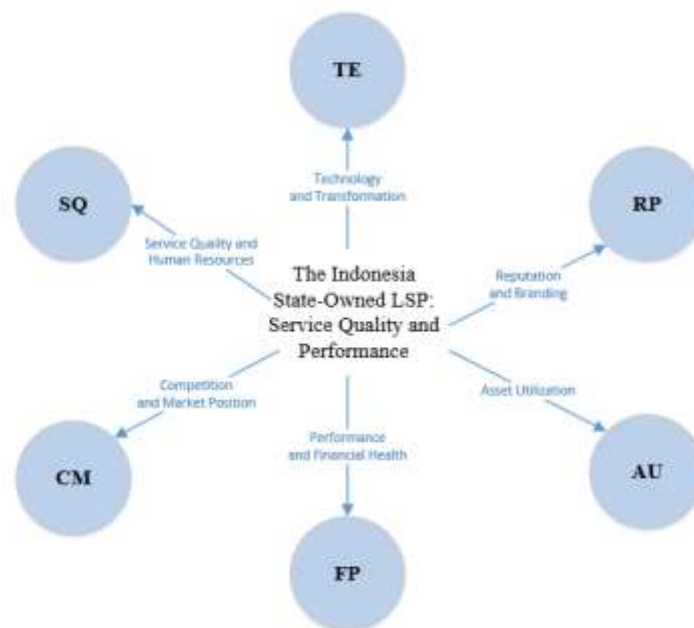 TE
Technology
and Transformation
SQ
RP
Service Quality and
Human Resources
The Indonesia
State-Owned LSP:
Service Quality and
Performance
Reputation
and Branding
Competition
and Market Position
Asset Utilization
Performance
and Financial Health
CM
AU
FP